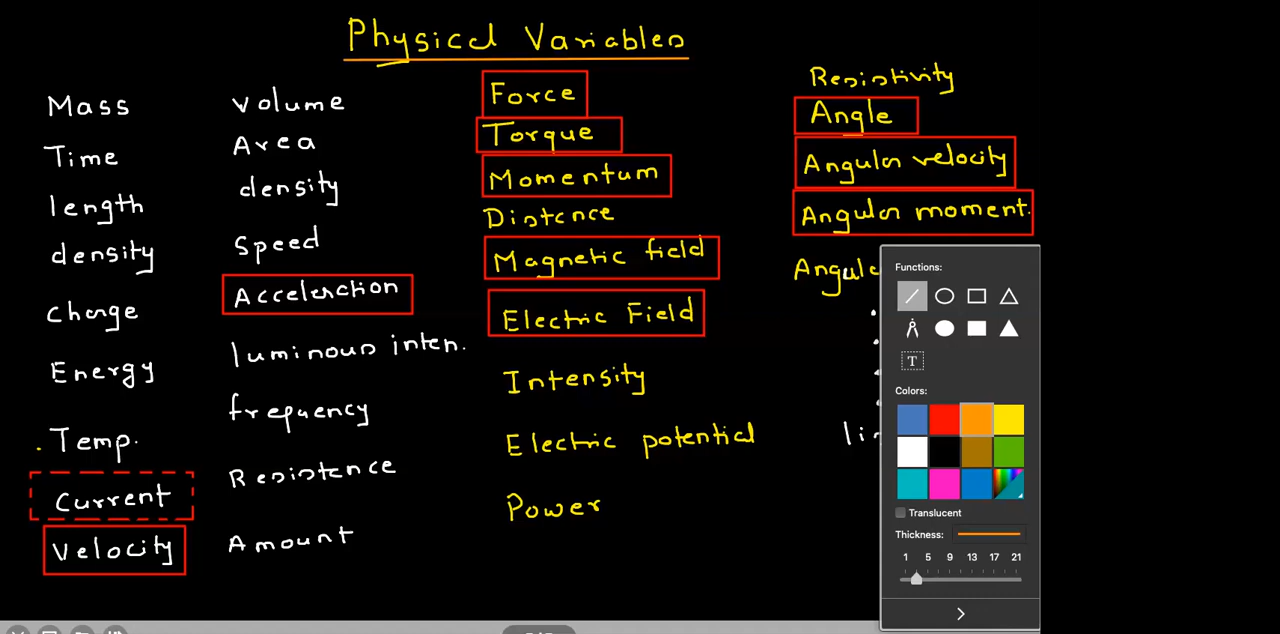 Physical Variables
Mass
Time
length
density
Charge
Energy
Temp.
Current
Velocity
Volume
Area
density
Speed
Acceleration
luminous inten.
frequency
Resistence
Amount
Force
Torque
Momentum
Distence
Magnetic field
Electric Field
Intensity
Electric potential
Power
Resistivity
Angle
Angular velocity
Angular moment.
Functions:
T
Colors:
Translucent
Thickness:
1 5 9 13 17 21